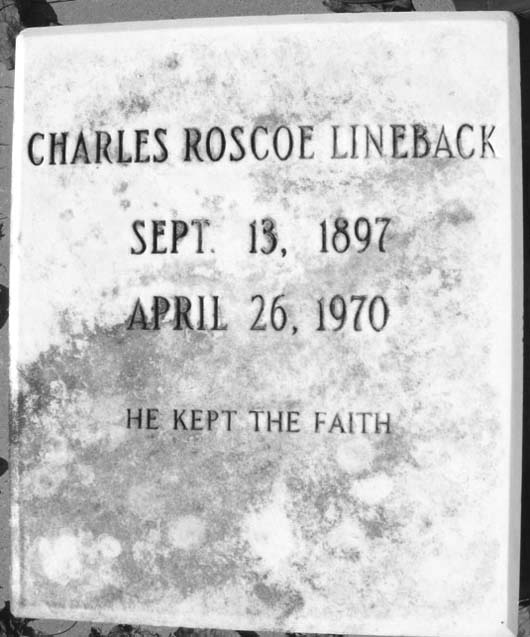 CHARLES ROSCOE LINEBACK
SEPT. 13, 1897
APRIL 26, 1970
HE KEPT THE FAITH